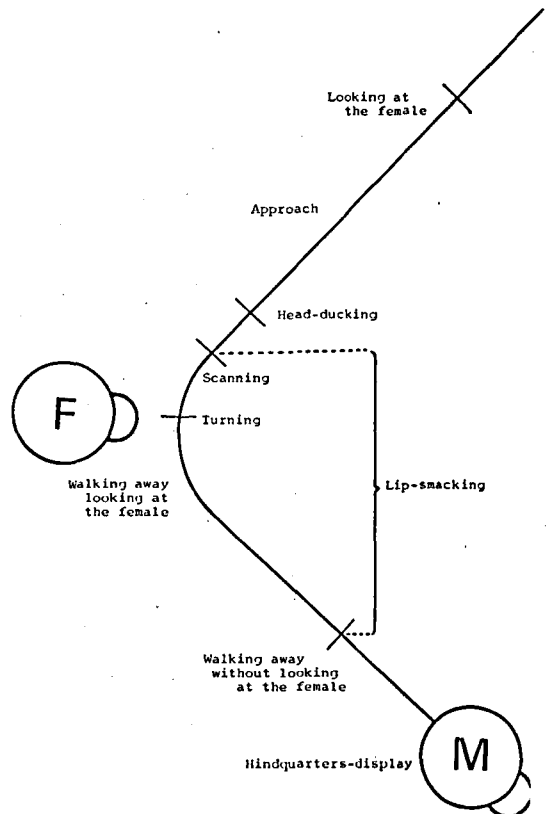 Looking at
the female
Approach
Head-ducking
Scanning
F
Turning
Walking away
looking at
the female
Lip-smacking
Walking away
without looking
at the female
Hindquarters-display
M